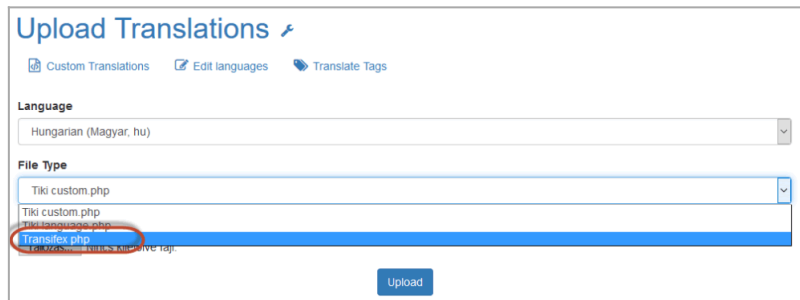 Upload Translations
Custom Translations Edit languages Translate Tags
Language
Hungarian (Magyar, hu)
File Type
Tiki custom.php
Tiki custom.php
Tiki language.php
Transifex php
Upload